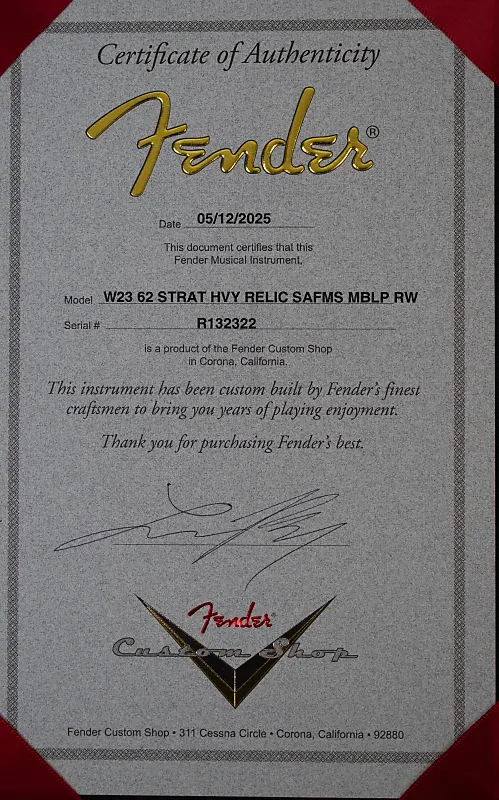 Certificate of Authenticity
Fender®
Date 05/12/2025
This document certifies that this
Fender Musical Instrument,
Model W23 62 STRAT HVY RELIC SAFMS MBLP RW
Serial # R132322
is a product of the Fender Custom Shop
in Corona, California.
This instrument has been custom built by Fender's finest
craftsmen to bring you years of playing enjoyment.
Thank you for purchasing Fender's best.
Fender®
Custom Shop
Fender Custom Shop • 311 Cessna Circle • Corona, California • 92880